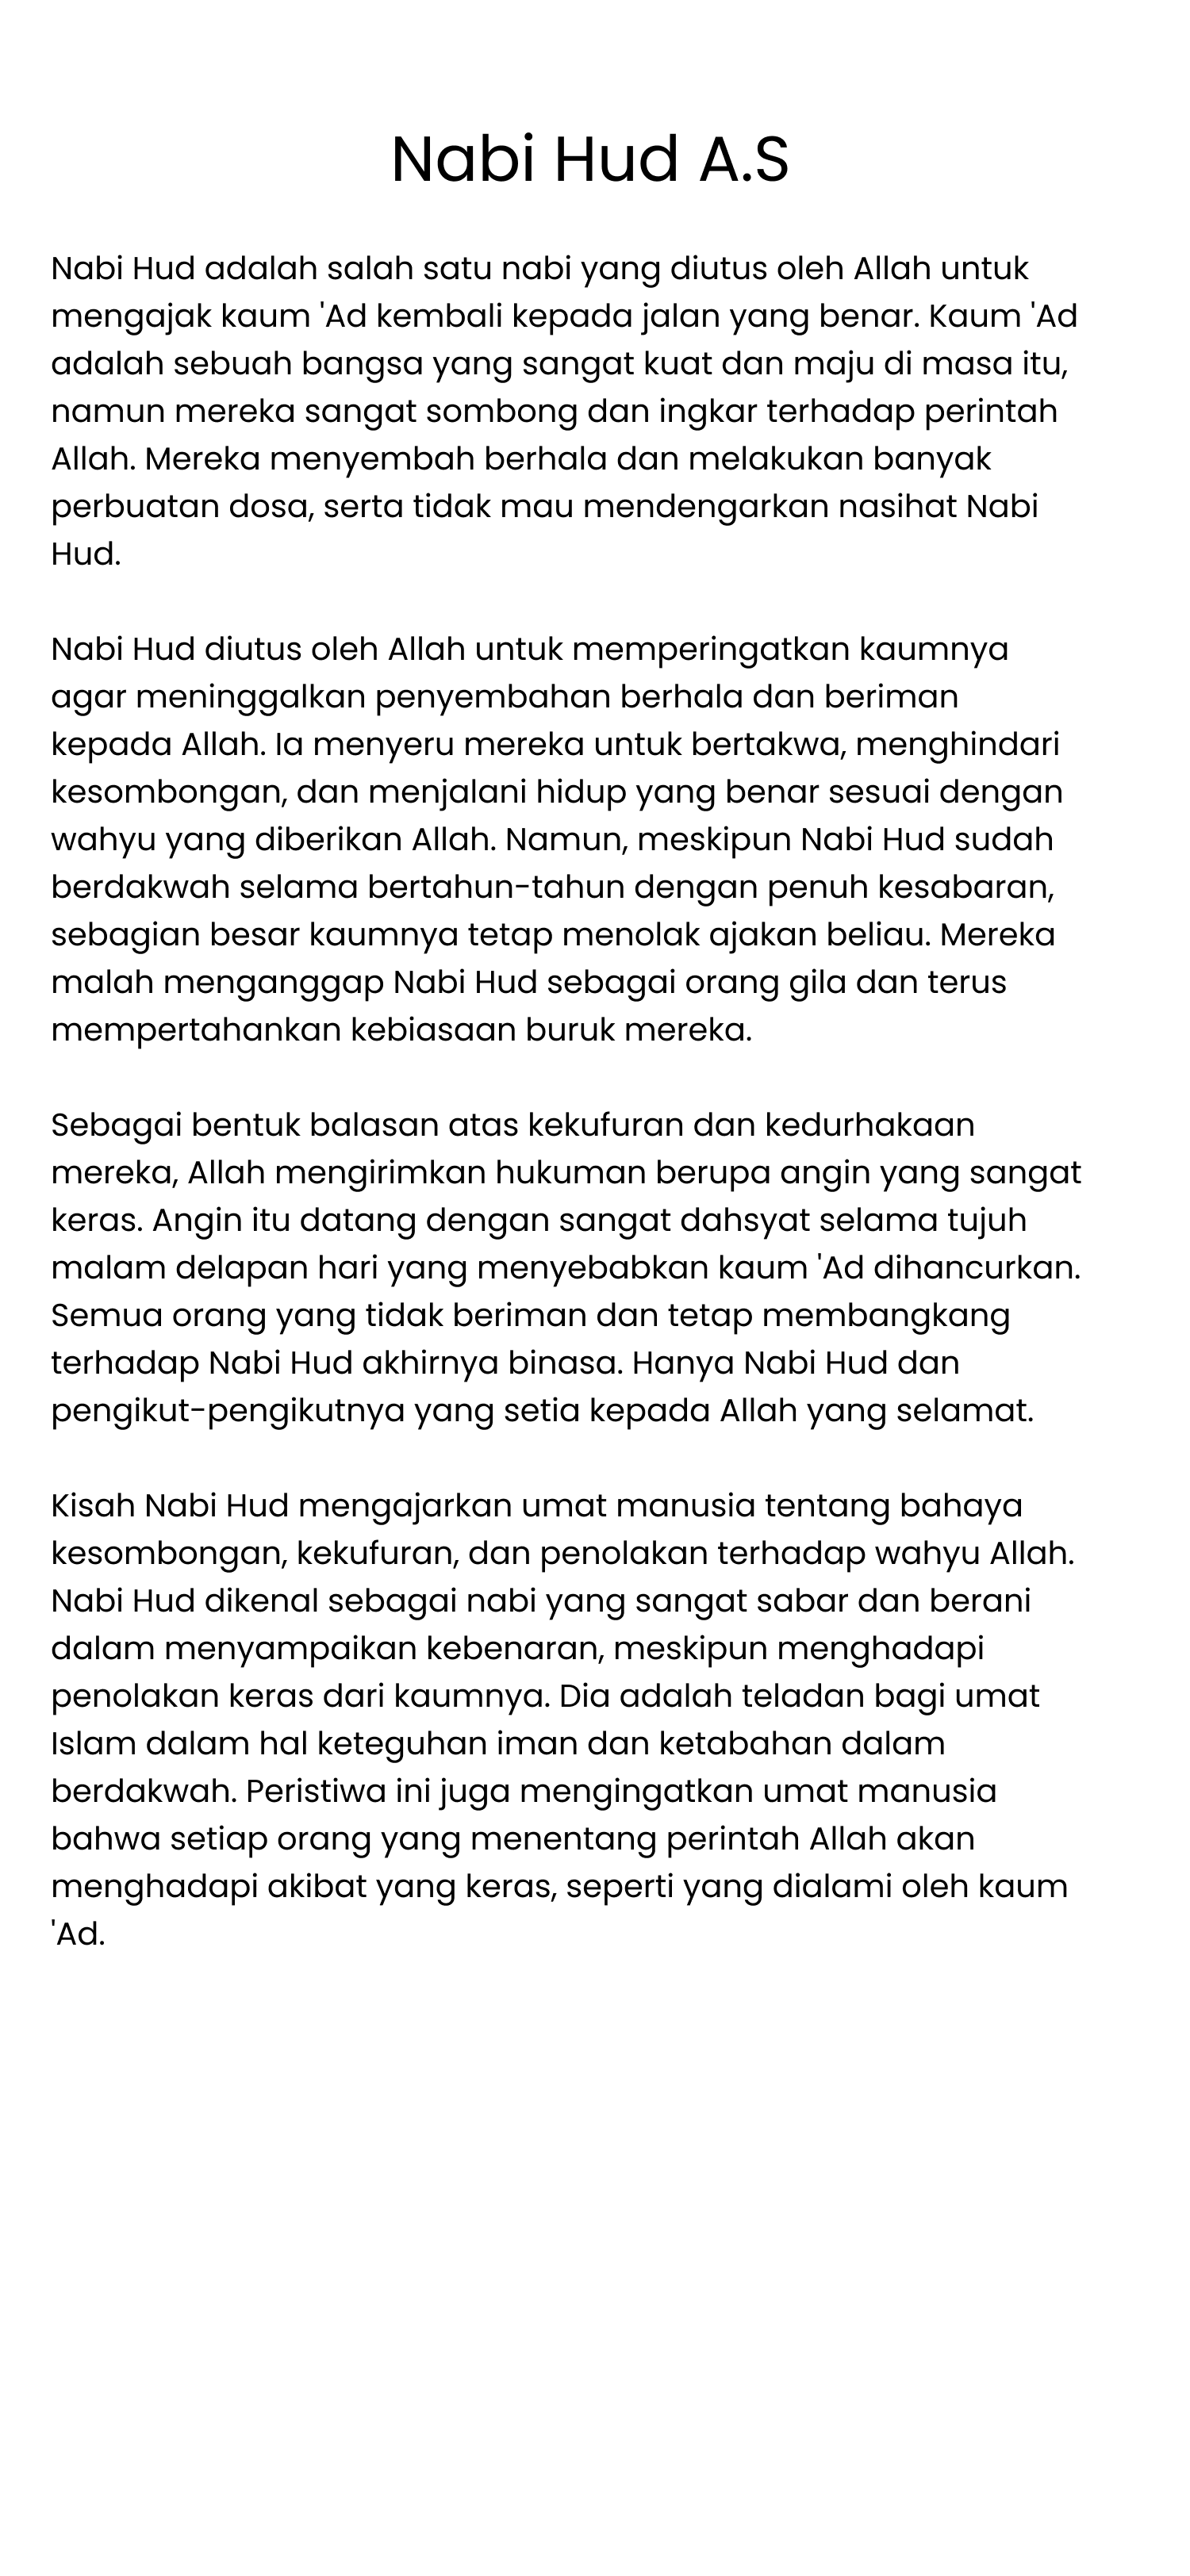 Nabi Hud A.S
Nabi Hud adalah salah satu nabi yang diutus oleh Allah untuk
mengajak kaum 'Ad kembali kepada jalan yang benar. Kaum 'Ad
adalah sebuah bangsa yang sangat kuat dan maju di masa itu,
namun mereka sangat sombong dan ingkar terhadap perintah
Allah. Mereka menyembah berhala dan melakukan banyak
perbuatan dosa, serta tidak mau mendengarkan nasihat Nabi
Hud.
Nabi Hud diutus oleh Allah untuk memperingatkan kaumnya
agar meninggalkan penyembahan berhala dan beriman
kepada Allah. Ia menyeru mereka untuk bertakwa, menghindari
kesombongan, dan menjalani hidup yang benar sesuai dengan
wahyu yang diberikan Allah. Namun, meskipun Nabi Hud sudah
berdakwah selama bertahun-tahun dengan penuh kesabaran,
sebagian besar kaumnya tetap menolak ajakan beliau. Mereka
malah menganggap Nabi Hud sebagai orang gila dan terus
mempertahankan kebiasaan buruk mereka.
Sebagai bentuk balasan atas kekufuran dan kedurhakaan
mereka, Allah mengirimkan hukuman berupa angin yang sangat
keras. Angin itu datang dengan sangat dahsyat selama tujuh
malam delapan hari yang menyebabkan kaum 'Ad dihancurkan.
Semua orang yang tidak beriman dan tetap membangkang
terhadap Nabi Hud akhirnya binasa. Hanya Nabi Hud dan
pengikut-pengikutnya yang setia kepada Allah yang selamat.
Kisah Nabi Hud mengajarkan umat manusia tentang bahaya
kesombongan, kekufuran, dan penolakan terhadap wahyu Allah.
Nabi Hud dikenal sebagai nabi yang sangat sabar dan berani
dalam menyampaikan kebenaran, meskipun menghadapi
penolakan keras dari kaumnya. Dia adalah teladan bagi umat
Islam dalam hal keteguhan iman dan ketabahan dalam
berdakwah. Peristiwa ini juga mengingatkan umat manusia
bahwa setiap orang yang menentang perintah Allah akan
menghadapi akibat yang keras, seperti yang dialami oleh kaum
'Ad.